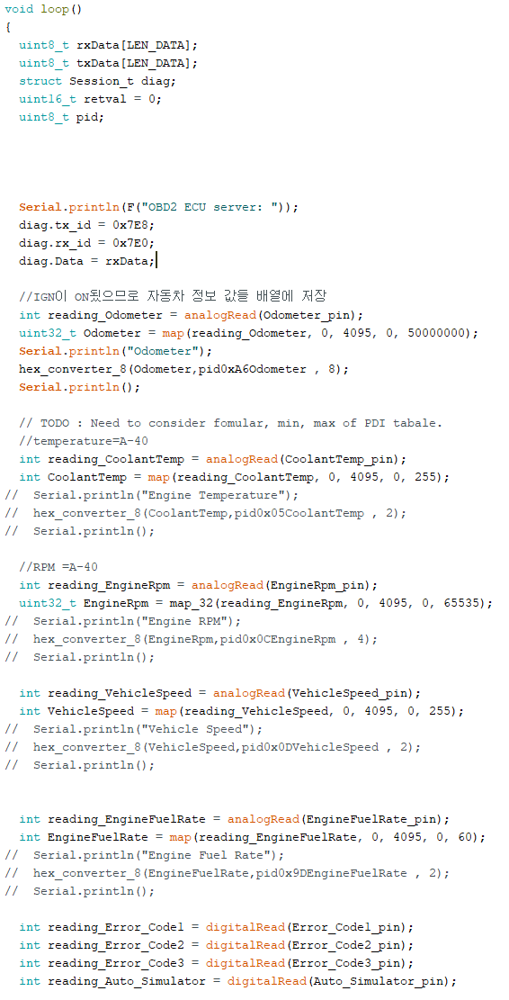 void loop()
{
  uint8_t rxData[LEN_DATA];
  uint8_t txData[LEN_DATA];
  struct Session_t diag;
  uint16_t retval = 0;
  uint8_t pid;
  Serial.println(F("OBD2 ECU server: "));
  diag.tx_id = 0x7E8;
  diag.rx_id = 0x7E0;
  diag.Data = rxData;
  //IGN이 ON됬으므로 자동차 정보 값들 배열에 저장
  int reading_Odometer = analogRead(Odometer_pin);
  uint32_t Odometer = map(reading_Odometer, 0, 4095, 0, 50000000);
  Serial.println("Odometer");
  hex_converter_8(Odometer,pid0xA6Odometer , 8);
  Serial.println();
  // TODO : Need to consider fomular, min, max of PDI tabale.
  //temperature=A-40
  int reading_CoolantTemp = analogRead(CoolantTemp_pin);
  int CoolantTemp = map(reading_CoolantTemp, 0, 4095, 0, 255);
//  Serial.println("Engine Temperature");
//  hex_converter_8(CoolantTemp,pid0x05CoolantTemp , 2);
//  Serial.println();
  //RPM =A-40
  int reading_EngineRpm = analogRead(EngineRpm_pin);
  uint32_t EngineRpm = map_32(reading_EngineRpm, 0, 4095, 0, 65535);
//  Serial.println("Engine RPM");
//  hex_converter_8(EngineRpm,pid0x0CEngineRpm , 4);
//  Serial.println();
  int reading_VehicleSpeed = analogRead(VehicleSpeed_pin);
  int VehicleSpeed = map(reading_VehicleSpeed, 0, 4095, 0, 255);
//  Serial.println("Vehicle Speed");
//  hex_converter_8(VehicleSpeed,pid0x0DVehicleSpeed , 2);
//  Serial.println();
  int reading_EngineFuelRate = analogRead(EngineFuelRate_pin);
  int EngineFuelRate = map(reading_EngineFuelRate, 0, 4095, 0, 60);
//  Serial.println("Engine Fuel Rate");
//  hex_converter_8(EngineFuelRate,pid0x9DEngineFuelRate , 2);
//  Serial.println();
  int reading_Error_Code1 = digitalRead(Error_Code1_pin);
  int reading_Error_Code2 = digitalRead(Error_Code2_pin);
  int reading_Error_Code3 = digitalRead(Error_Code3_pin);
  int reading_Auto_Simulator = digitalRead(Auto_Simulator_pin);